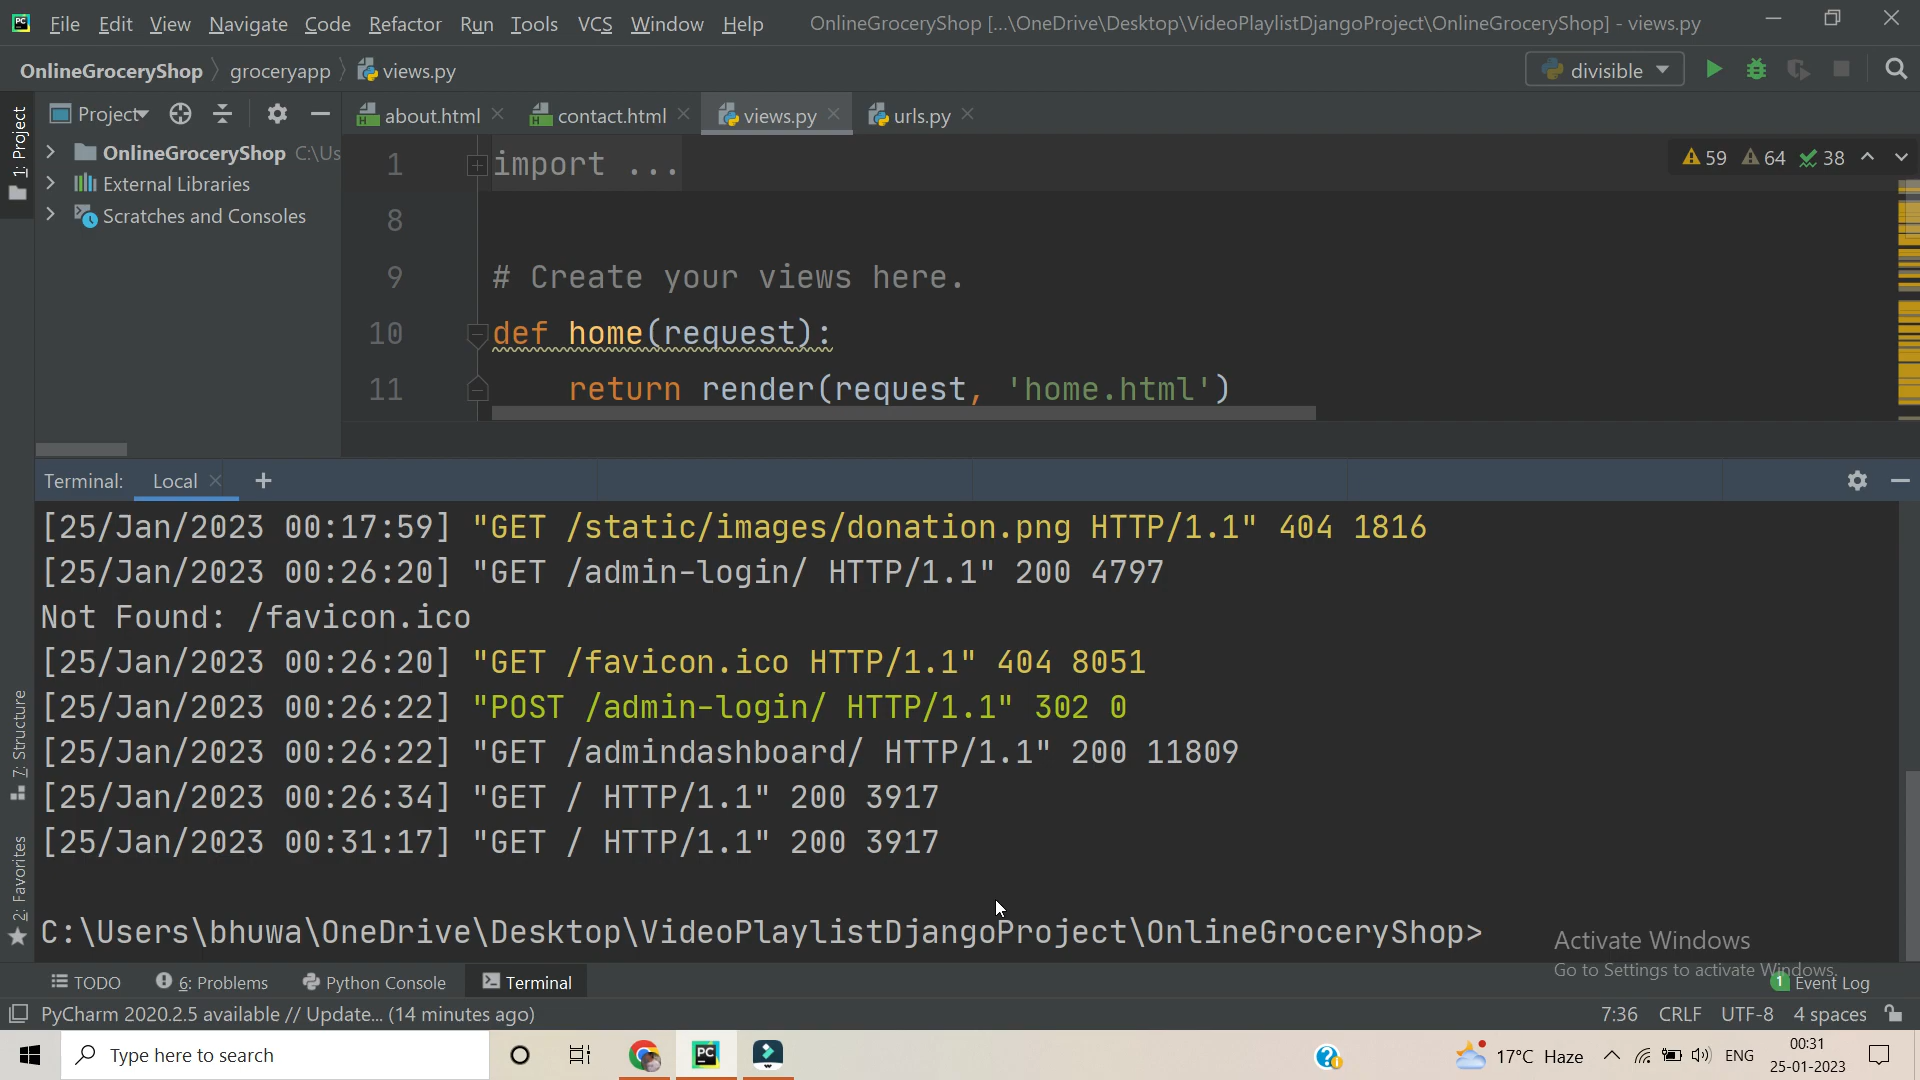 File Edit View Navigate Code Refactor Run Tools VCS Window Help OnlineGroceryShop [...\OneDrive\Desktop\VideoPlaylistDjangoProject\OnlineGroceryShop] - views.py
OnlineGroceryShop groceryapp views.py divisible
1: Project
Project about.html contact.html views.py urls.py
OnlineGroceryShop C:\Us
External Libraries
Scratches and Consoles
59 64 38
1 import ...
8
9 # Create your views here.
10 def home(request):
11 return render(request, 'home.html')
Terminal: Local +
[25/Jan/2023 00:17:59] "GET /static/images/donation.png HTTP/1.1" 404 1816
[25/Jan/2023 00:26:20] "GET /admin-login/ HTTP/1.1" 200 4797
Not Found: /favicon.ico
[25/Jan/2023 00:26:20] "GET /favicon.ico HTTP/1.1" 404 8051
[25/Jan/2023 00:26:22] "POST /admin-login/ HTTP/1.1" 302 0
[25/Jan/2023 00:26:22] "GET /admindashboard/ HTTP/1.1" 200 11809
[25/Jan/2023 00:26:34] "GET / HTTP/1.1" 200 3917
[25/Jan/2023 00:31:17] "GET / HTTP/1.1" 200 3917
C:\Users\bhuwa\OneDrive\Desktop\VideoPlaylistDjangoProject\OnlineGroceryShop>
7: Structure
2: Favorites
Activate Windows
Go to Settings to activate Windows.
TODO 6: Problems Python Console Terminal 1 Event Log
PyCharm 2020.2.5 available // Update... (14 minutes ago) 7:36 CRLF UTF-8 4 spaces
Type here to search PC 17°C Haze ENG 00:31
25-01-2023